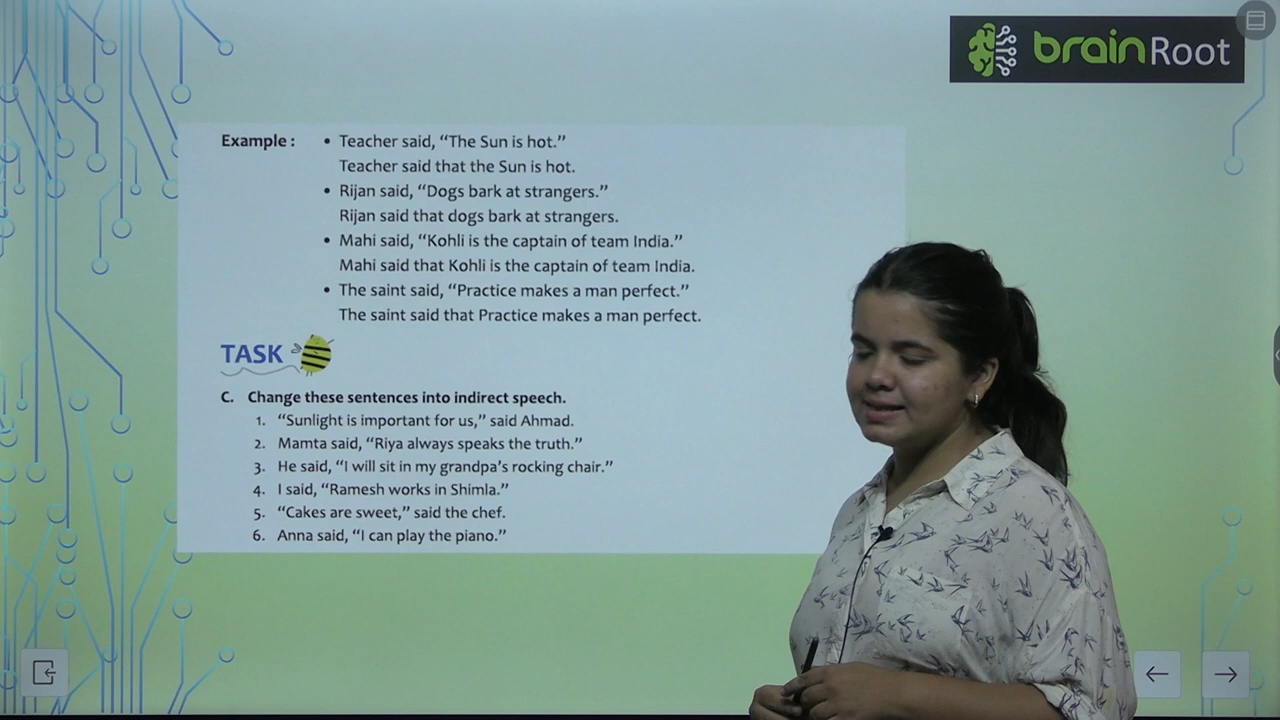 brainRoot
Example : • Teacher said, “The Sun is hot.”
Teacher said that the Sun is hot.
• Rijan said, “Dogs bark at strangers.”
Rijan said that dogs bark at strangers.
• Mahi said, “Kohli is the captain of team India.”
Mahi said that Kohli is the captain of team India.
• The saint said, “Practice makes a man perfect.”
The saint said that Practice makes a man perfect.
TASK
C. Change these sentences into indirect speech.
1. “Sunlight is important for us,” said Ahmad.
2. Mamta said, “Riya always speaks the truth.”
3. He said, “I will sit in my grandpa’s rocking chair.”
4. I said, “Ramesh works in Shimla.”
5. “Cakes are sweet,” said the chef.
6. Anna said, “I can play the piano.”